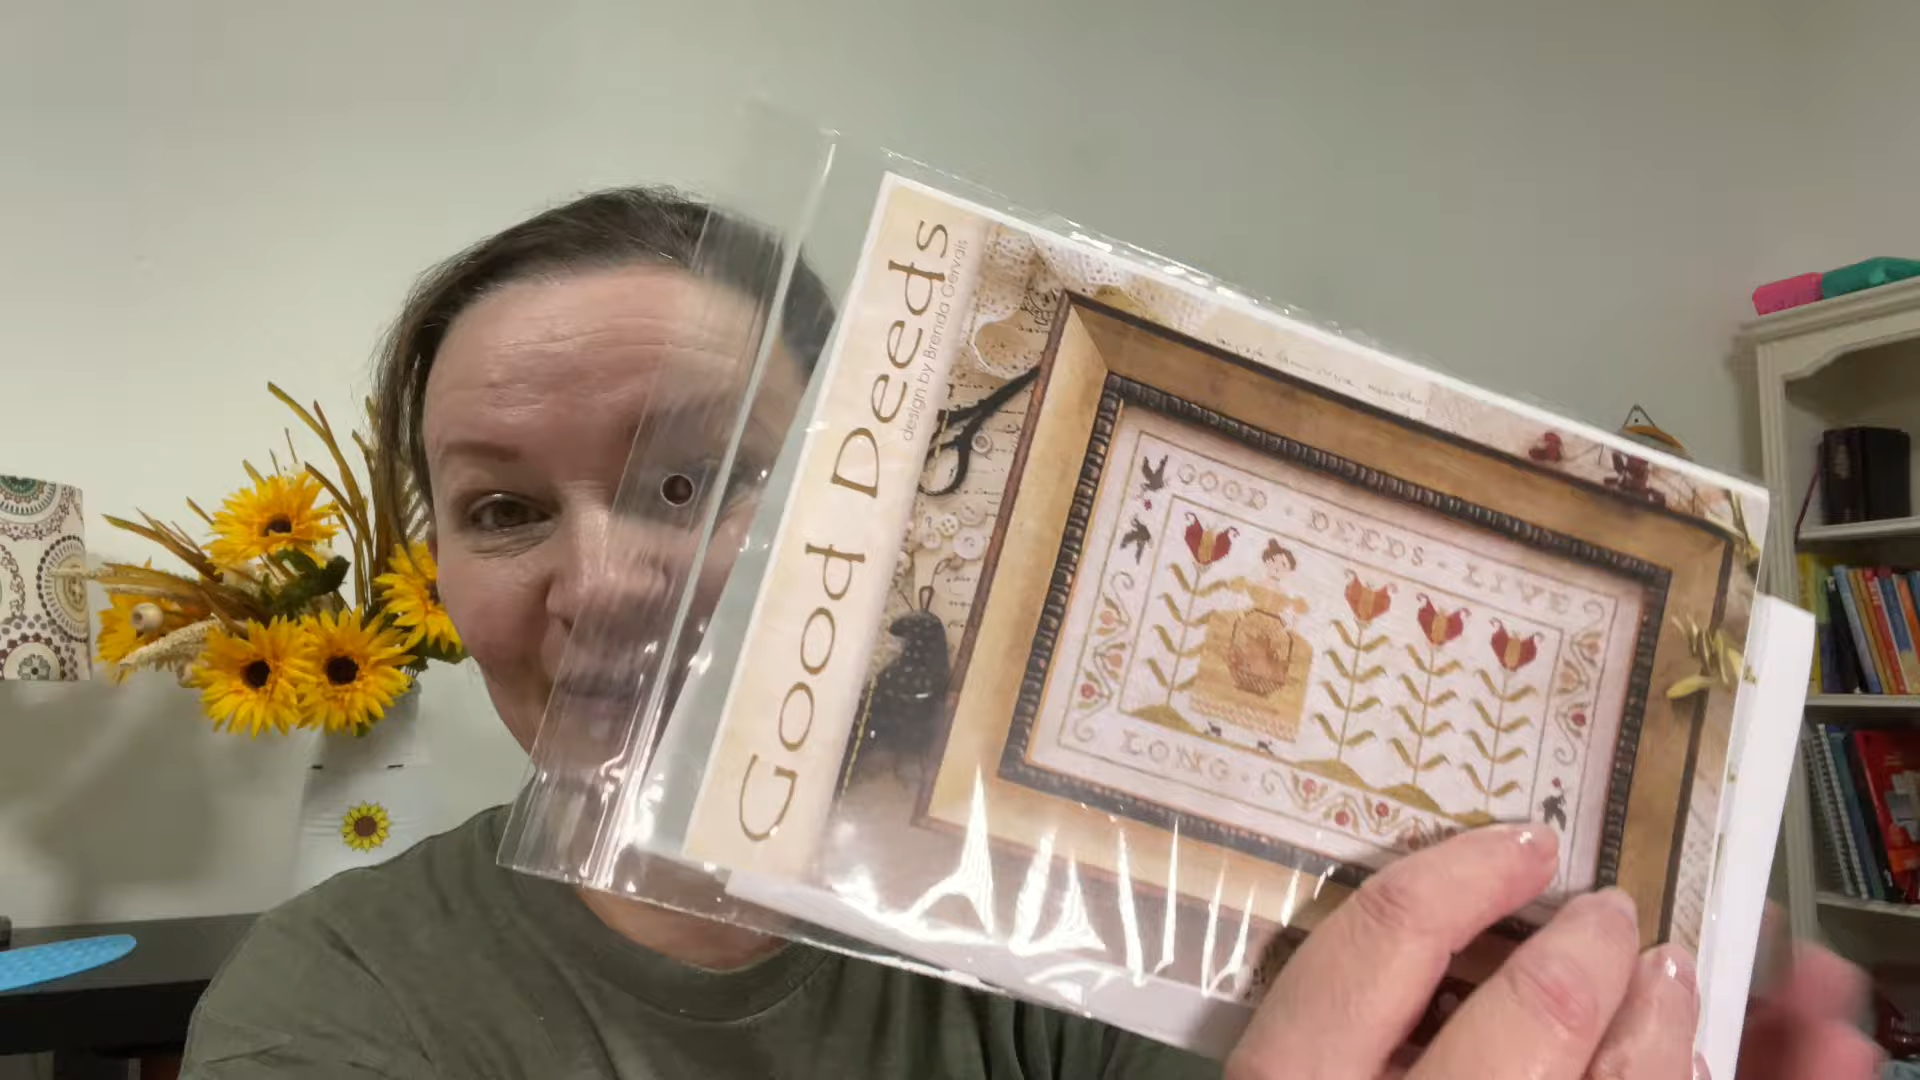 Good Deeds
design by Brenda Gervais
GOOD · DEEDS · LIVE
LONG ·